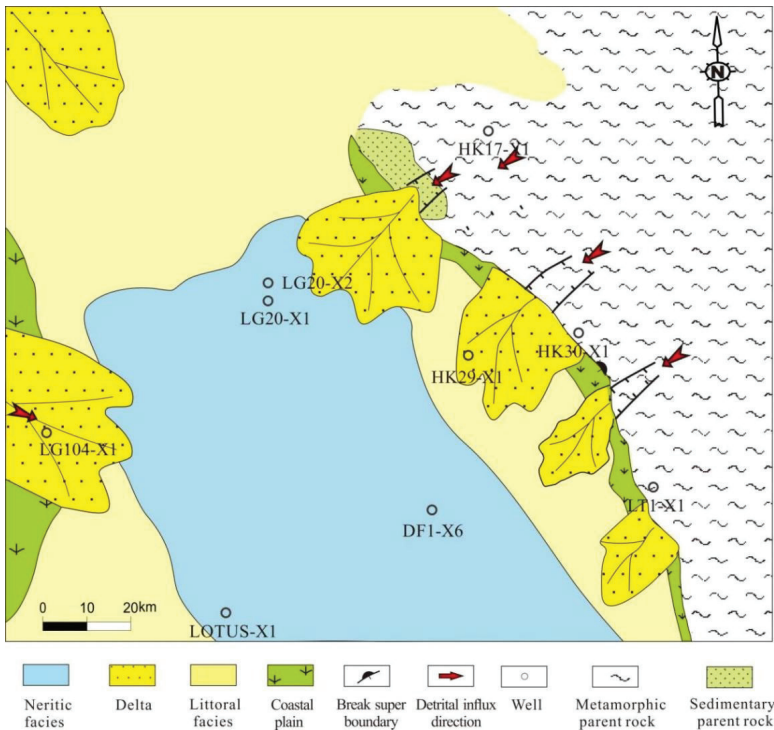 N
HK17-X1
LG20-X2
LG20-X1
HK30-X1
HK29-X1
LG104-X1
LT1-X1
DF1-X6
0 10 20km
LOTUS-X1
Neritic facies
Delta
Littoral facies
Coastal plain
Break super boundary
Detrital influx direction
Well
Metamorphic parent rock
Sedimentary parent rock